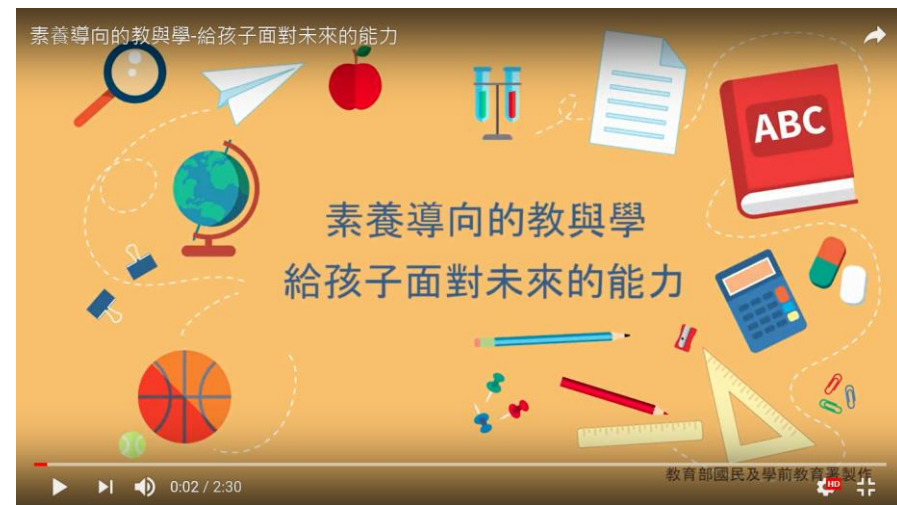 素養導向的教與學-給孩子面對未來的能力
ABC
素養導向的教與學
給孩子面對未來的能力
教育部國民及學前教育署製作
0:02 / 2:30
HD